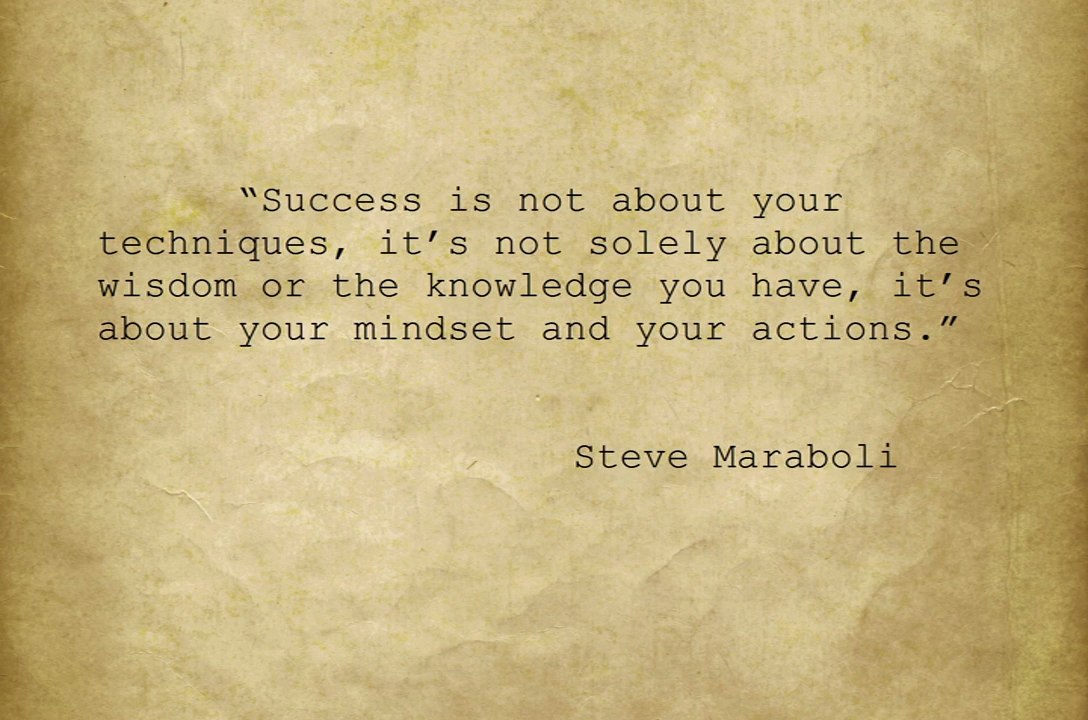 “Success is not about your
techniques, it’s not solely about the
wisdom or the knowledge you have, it’s
about your mindset and your actions.”
Steve Maraboli